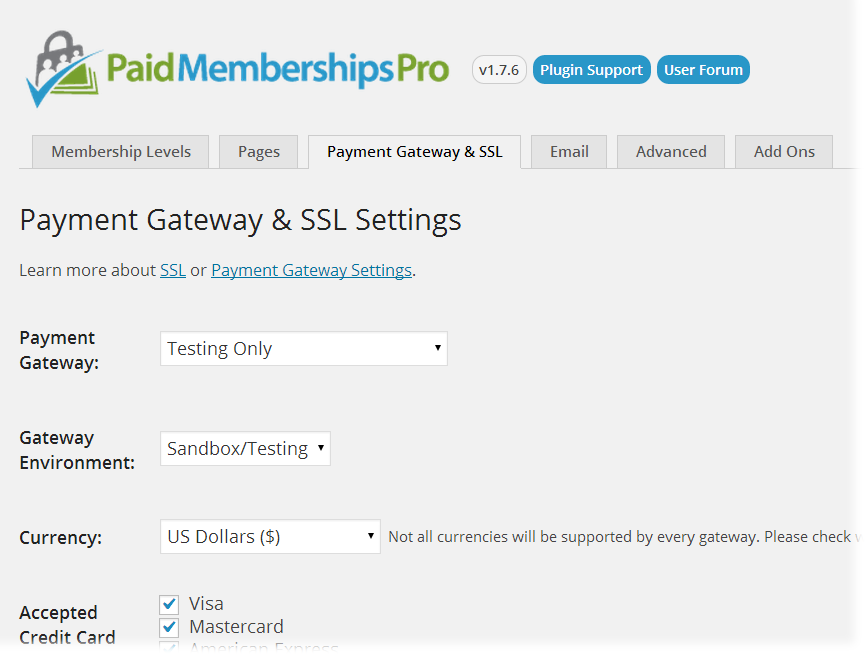 PaidMembershipsPro v1.7.6 Plugin Support User Forum
Membership Levels Pages Payment Gateway & SSL Email Advanced Add Ons
Payment Gateway & SSL Settings
Learn more about SSL or Payment Gateway Settings.
Payment
Gateway:
Testing Only
Gateway
Environment:
Sandbox/Testing
Currency:
US Dollars ($)
Not all currencies will be supported by every gateway. Please check
Accepted
Credit Card
Visa
Mastercard
American Express